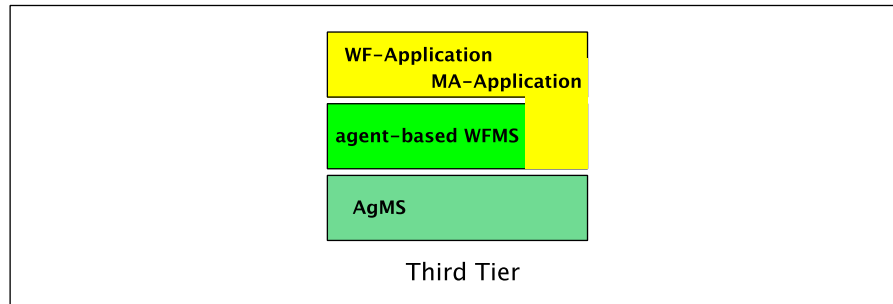 WF-Application
MA-Application
agent-based WFMS
AgMS
Third Tier